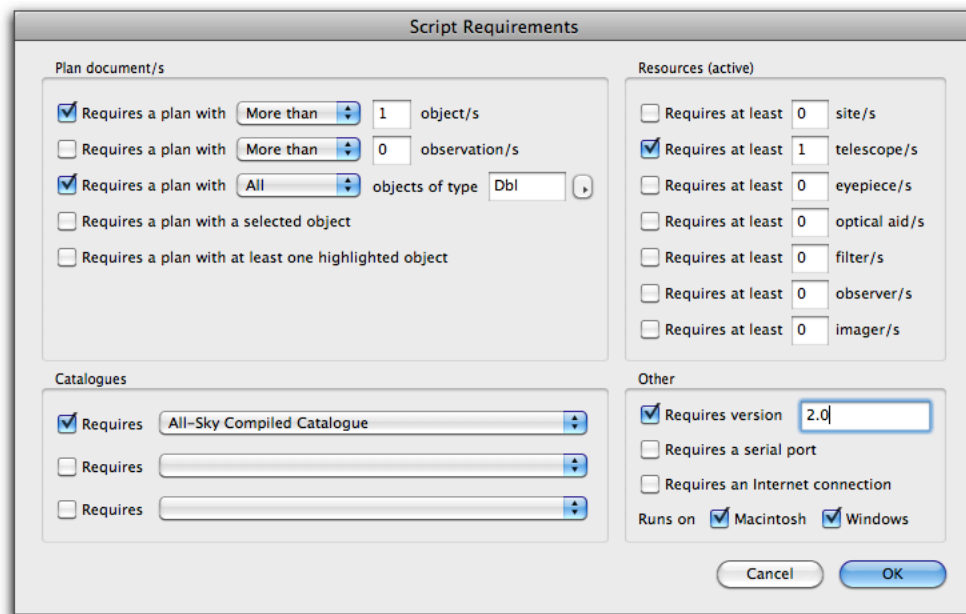 Script Requirements
Plan document/s
Requires a plan with More than 1 object/s
Requires a plan with More than 0 observation/s
Requires a plan with All objects of type Dbl
Requires a plan with a selected object
Requires a plan with at least one highlighted object
Resources (active)
Requires at least 0 site/s
Requires at least 1 telescope/s
Requires at least 0 eyepiece/s
Requires at least 0 optical aid/s
Requires at least 0 filter/s
Requires at least 0 observer/s
Requires at least 0 imager/s
Catalogues
Requires All-Sky Compiled Catalogue
Requires
Requires
Other
Requires version 2.0
Requires a serial port
Requires an Internet connection
Runs on Macintosh Windows
Cancel OK